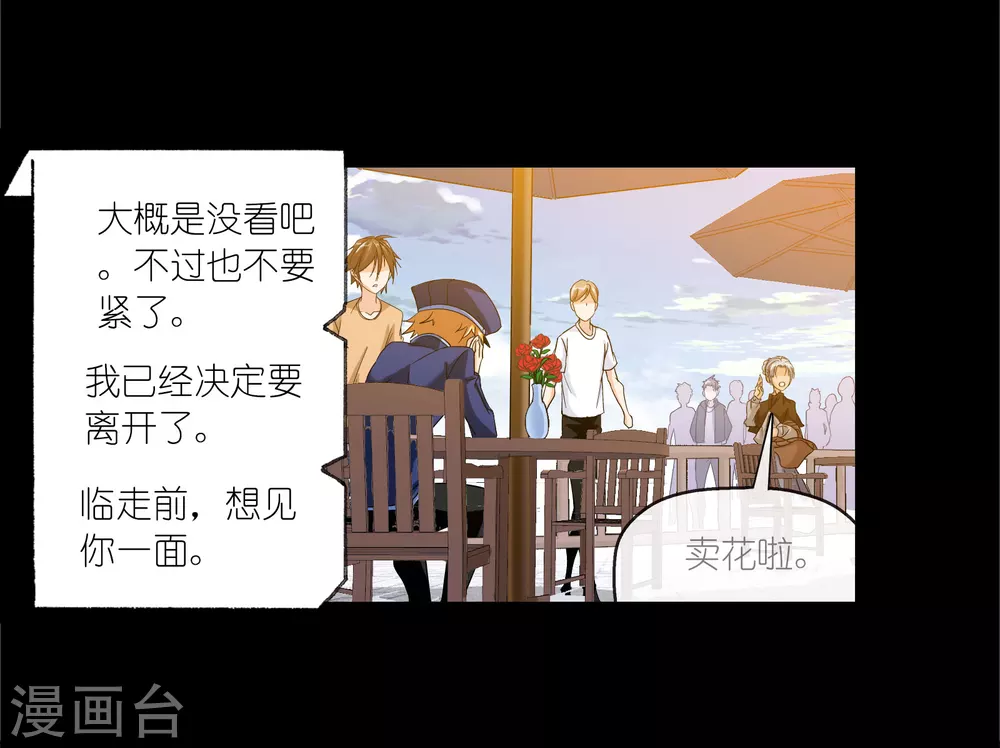 大概是没看吧
。不过也不要
紧了。
我已经决定要
离开了。
临走前，想见
你一面。
卖花啦。
漫画台